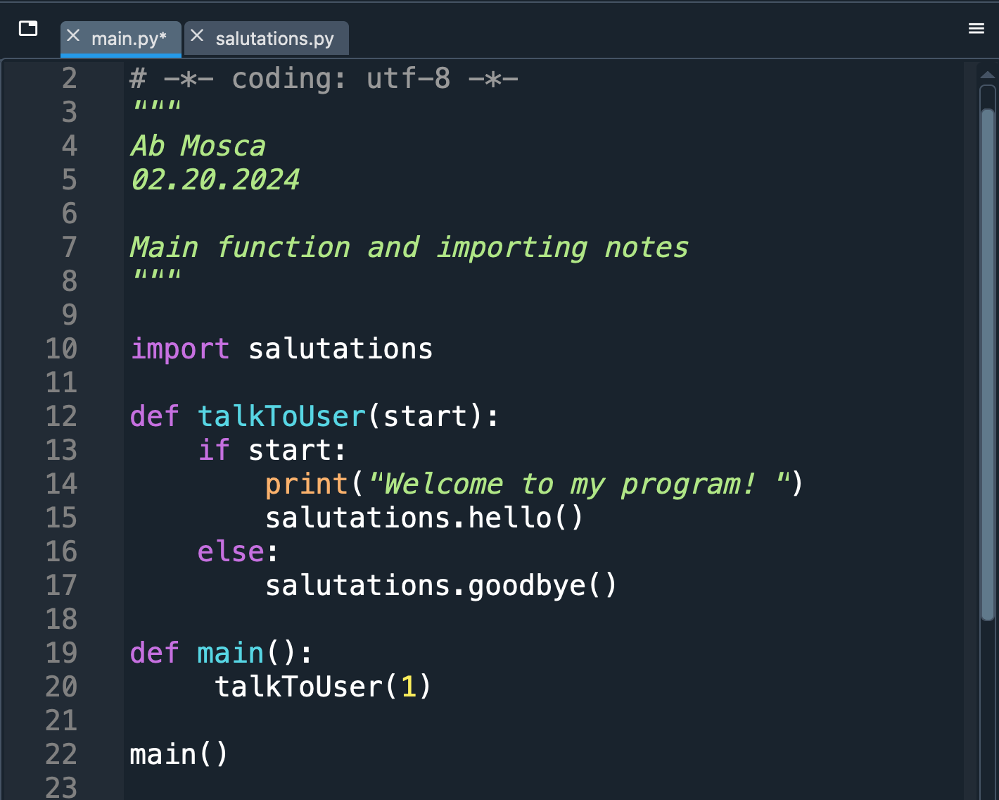 main.py*  salutations.py
2 # -*- coding: utf-8 -*-
3 """
4 Ab Mosca
5 02.20.2024
6
7 Main function and importing notes
8 """
9
10 import salutations
11
12 def talkToUser(start):
13     if start:
14         print("Welcome to my program! ")
15         salutations.hello()
16     else:
17         salutations.goodbye()
18
19 def main():
20      talkToUser(1)
21
22 main()
23